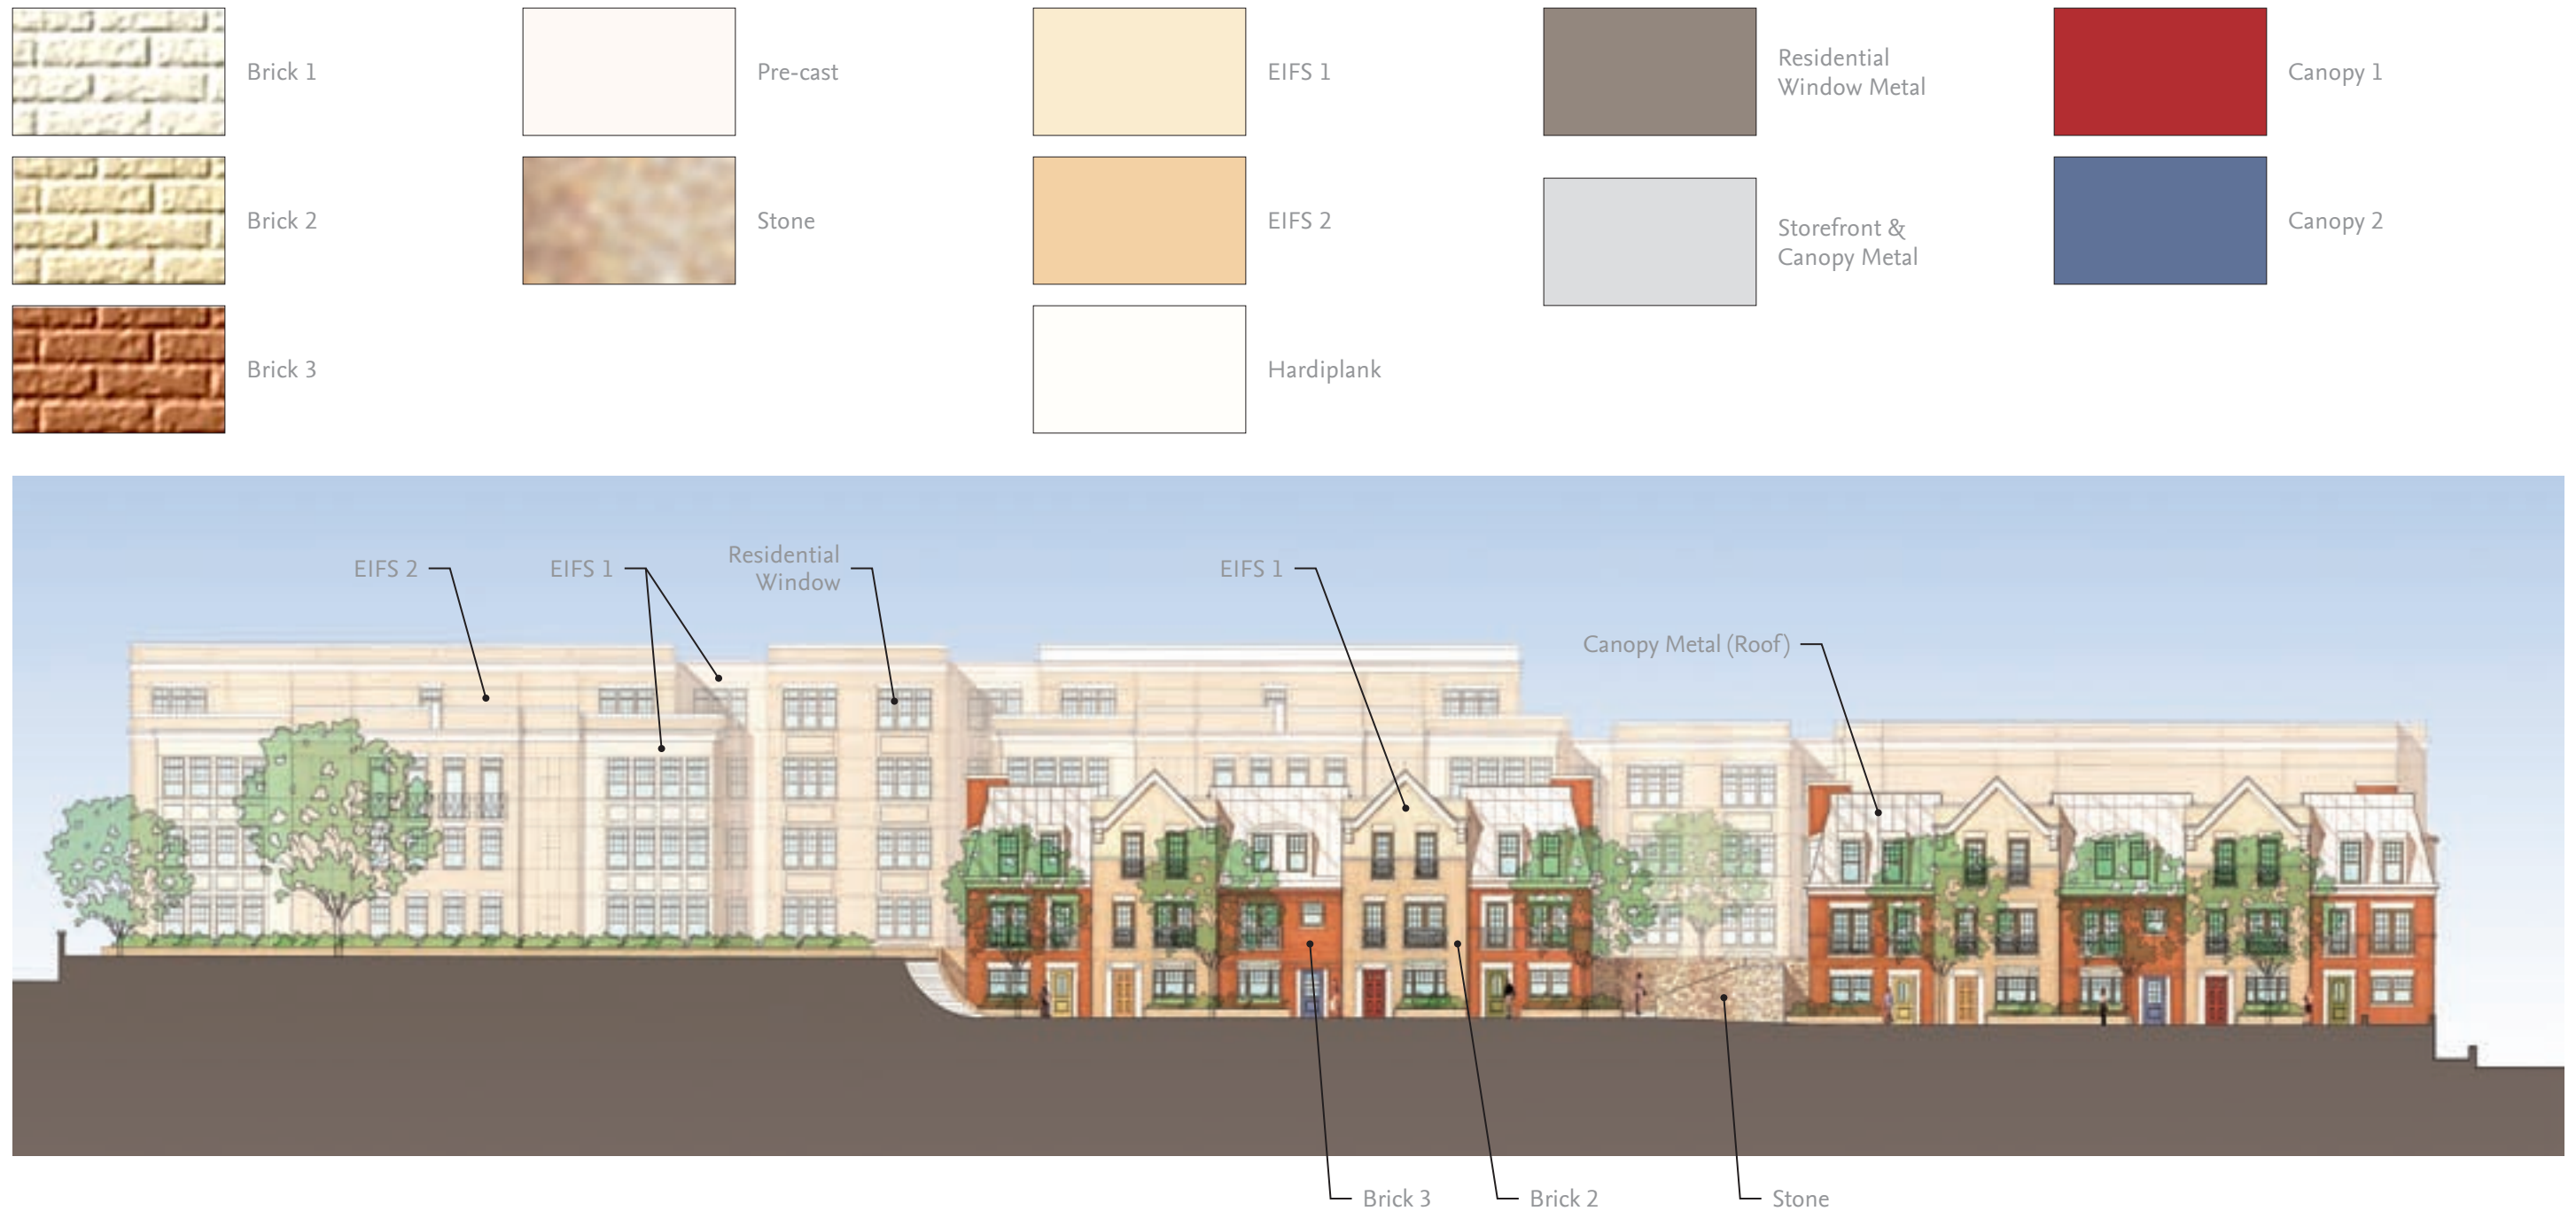 Brick 1
Pre-cast
EIFS 1
Residential
Window Metal
Canopy 1
Brick 2
Stone
EIFS 2
Storefront &
Canopy Metal
Canopy 2
Brick 3
Hardiplank
EIFS 2
EIFS 1
Residential
Window
EIFS 1
Canopy Metal (Roof)
Brick 3
Brick 2
Stone